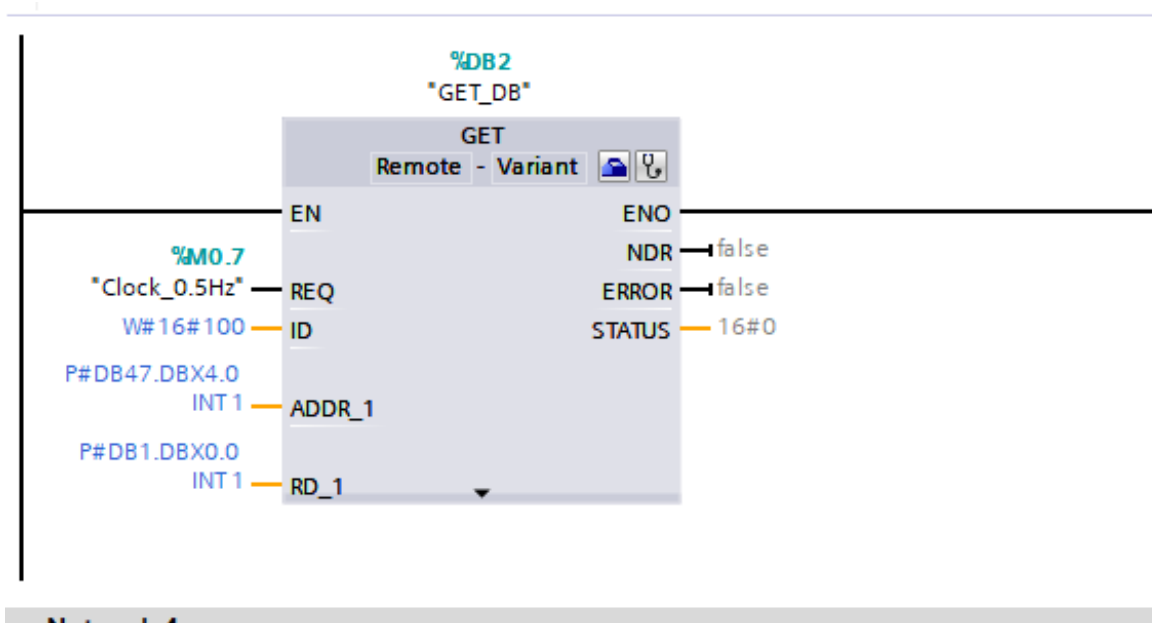 %DB2
"GET_DB"
GET
Remote - Variant
EN ENO
%M0.7 NDR false
"Clock_0.5Hz" REQ ERROR false
W#16#100 ID STATUS 16#0
P#DB47.DBX4.0
INT 1 ADDR_1
P#DB1.DBX0.0
INT 1 RD_1